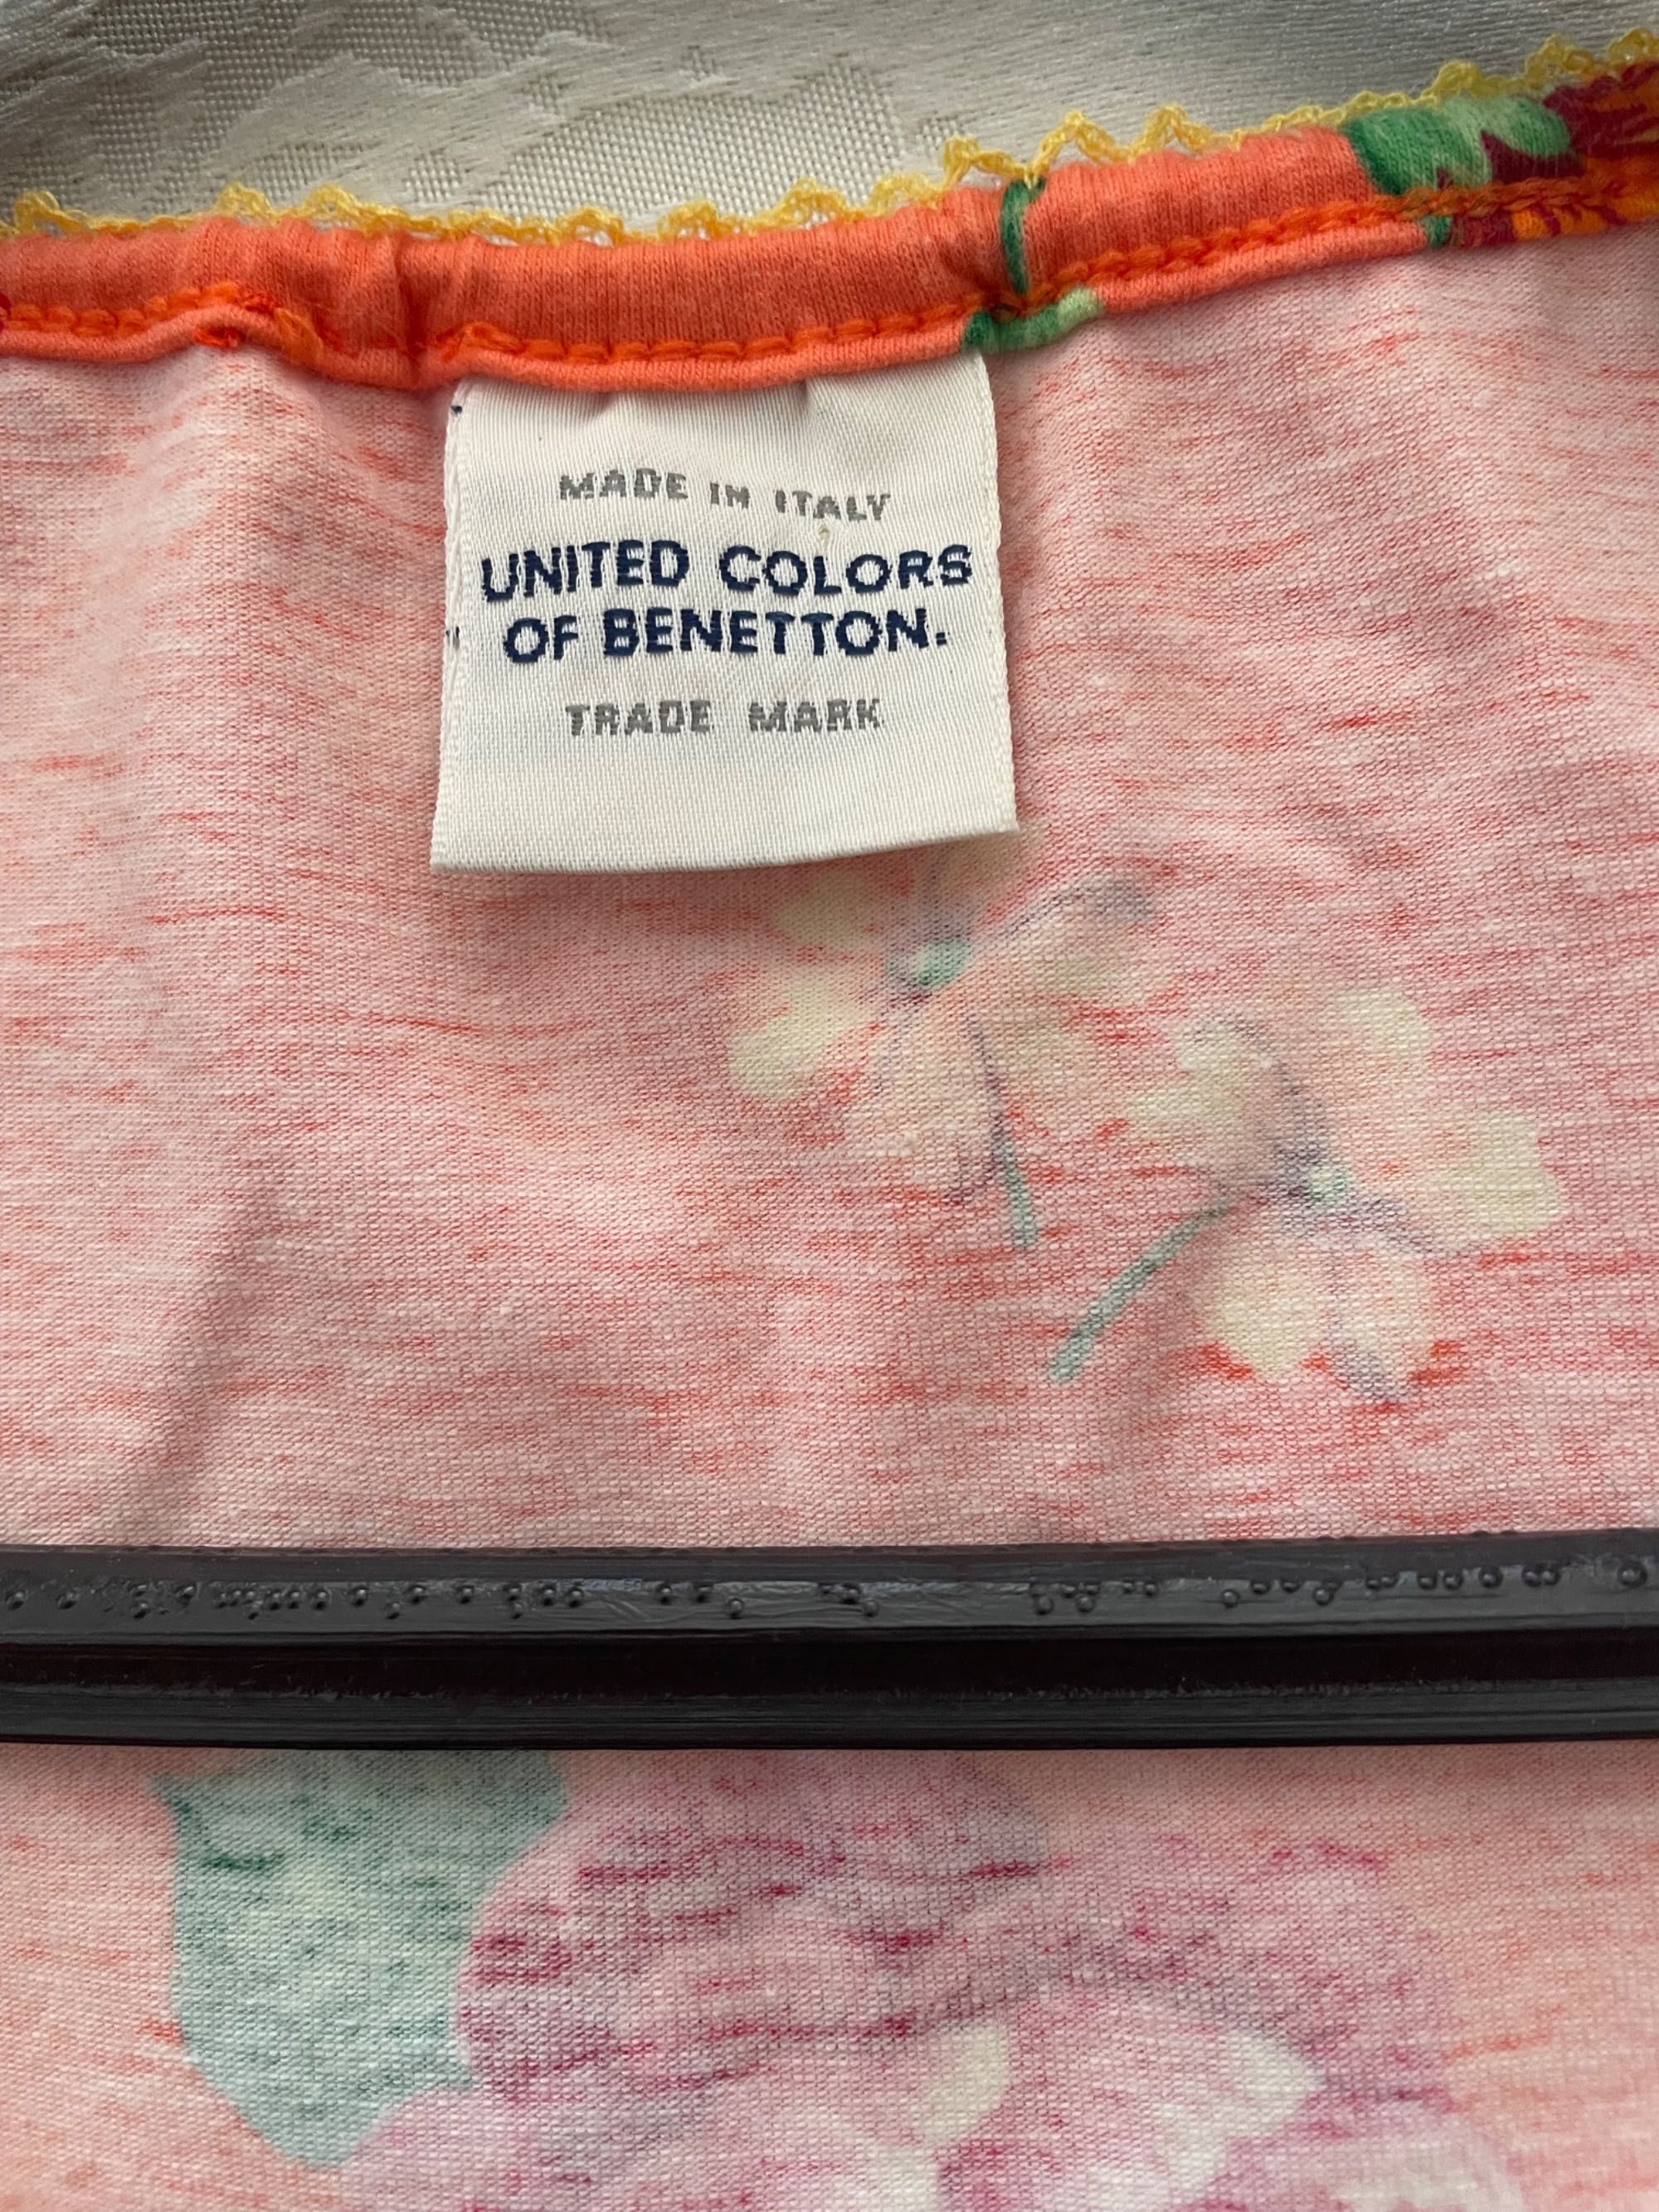 MADE IN ITALY
UNITED COLORS
OF BENETTON.
TRADE MARK